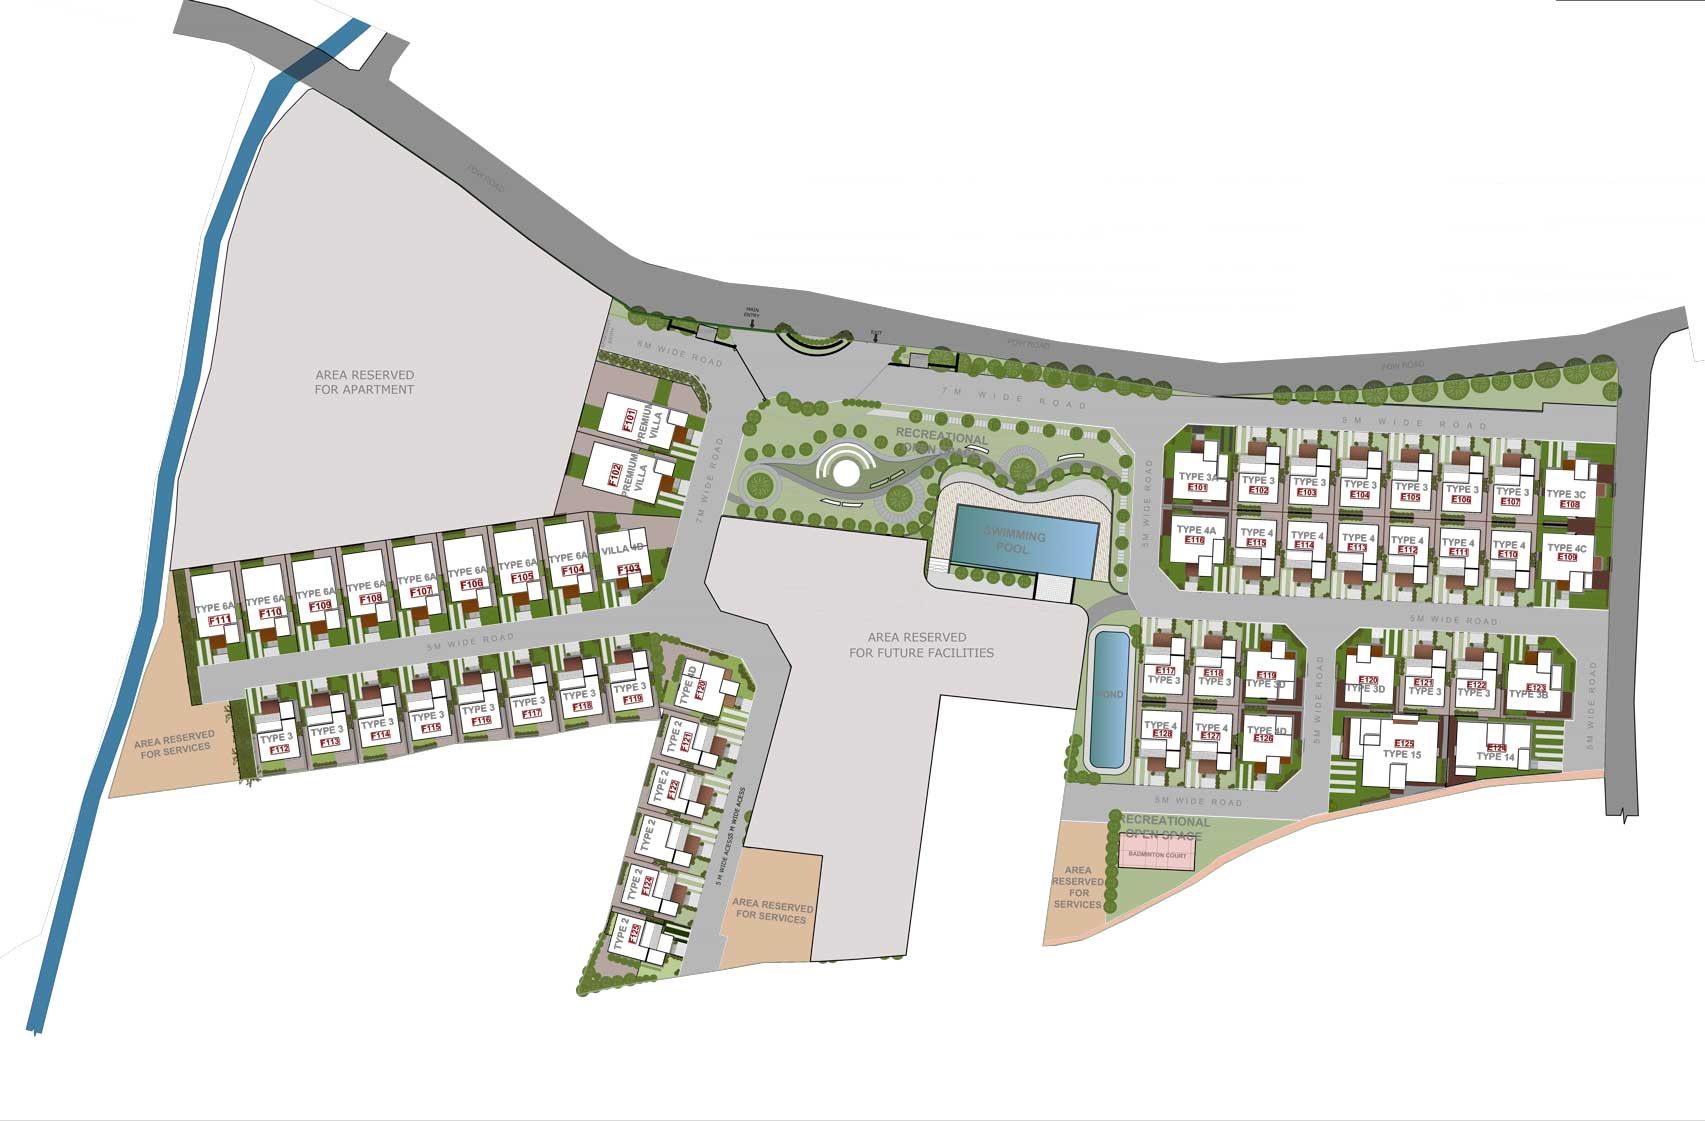 PDW ROAD
MAIN
ENTRY
EXIT
PDW ROAD
PDW ROAD
6M WIDE ROAD
7 M WIDE ROAD
5 M WIDE ROAD
AREA RESERVED
FOR APARTMENT
F101
PREMIUM
VILLA
F102
PREMIUM
VILLA
7M WIDE ROAD
RECREATIONAL
OPEN SPACE
SWIMMING
POOL
5M WIDE ROAD
TYPE 3A
E101
TYPE 3
E102
TYPE 3
E103
TYPE 3
E104
TYPE 3
E105
TYPE 3
E106
TYPE 3
E107
TYPE 3C
E108
TYPE 4A
E116
TYPE 4
E115
TYPE 4
E114
TYPE 4
E113
TYPE 4
E112
TYPE 4
E111
TYPE 4
E110
TYPE 4C
E109
TYPE 6A
F111
TYPE 6A
F110
TYPE 6A
F109
TYPE 6A
F108
TYPE 6A
F107
TYPE 6A
F106
TYPE 6A
F105
TYPE 6A
F104
VILLA 4D
F103
5M WIDE ROAD
AREA RESERVED
FOR FUTURE FACILITIES
5M WIDE ROAD
TYPE 3
F112
TYPE 3
F113
TYPE 3
F114
TYPE 3
F115
TYPE 3
F116
TYPE 3
F117
TYPE 3
F118
TYPE 3
F119
TYPE 4D
F120
TYPE 2
F121
TYPE 2
F122
TYPE 2
TYPE 2
F124
TYPE 2
F125
5 M WIDE ACESS
5 M WIDE ACESS
AREA RESERVED
FOR SERVICES
AREA RESERVED
FOR SERVICES
POND
E117
TYPE 3
E118
TYPE 3
E119
TYPE 3D
E120
TYPE 3D
E121
TYPE 3
E122
TYPE 3
E123
TYPE 3B
TYPE 4
E128
TYPE 4
E127
TYPE 4D
E126
5M WIDE ROAD
E125
TYPE 15
E124
TYPE 14
5M WIDE ROAD
5M WIDE ROAD
RECREATIONAL
OPEN SPACE
BADMINTON COURT
AREA
RESERVED
FOR
SERVICES